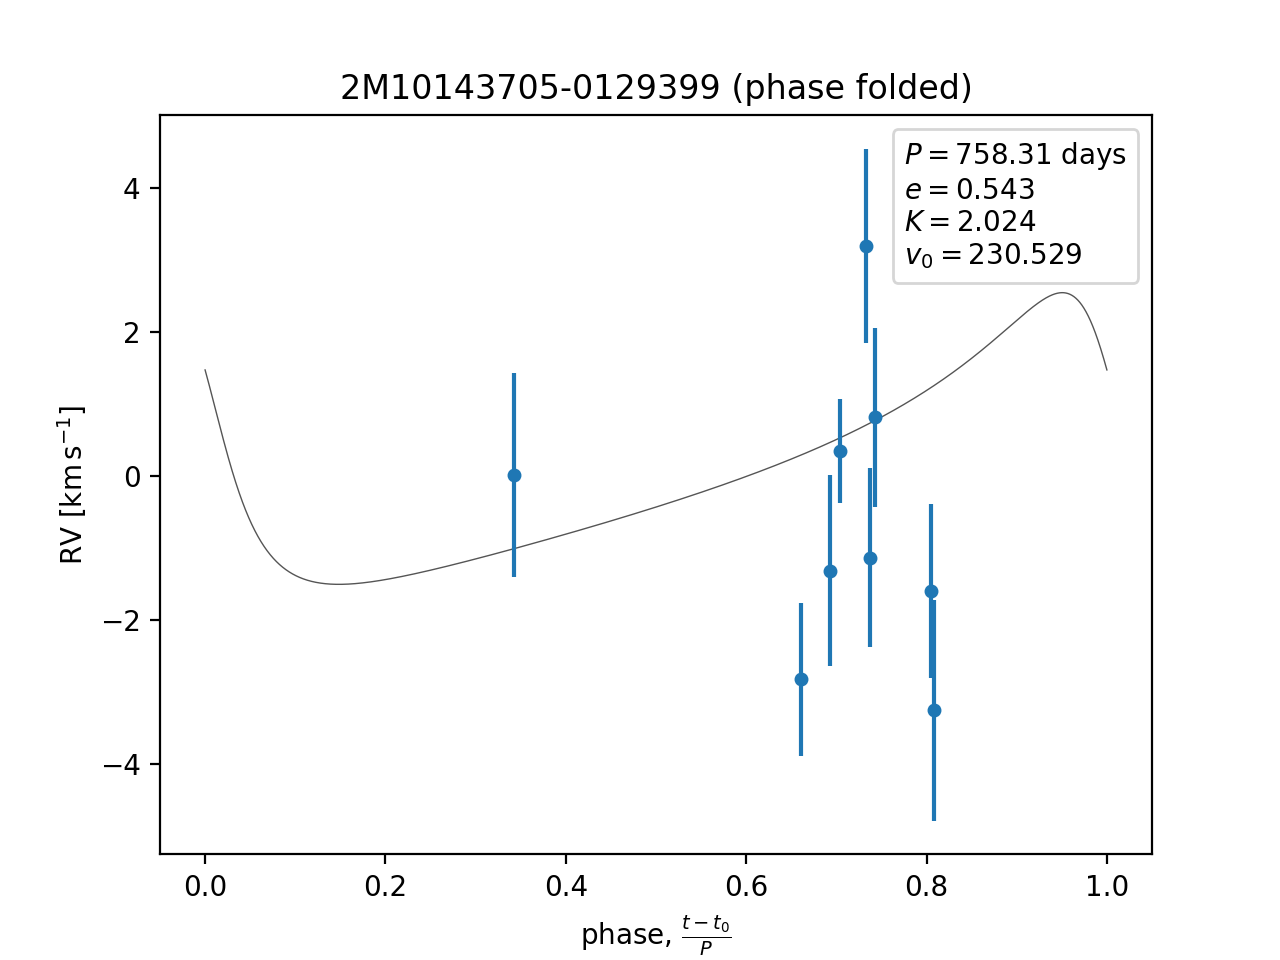 2M10143705-0129399 (phase folded)
P = 758.31 days
e = 0.543
K = 2.024
v₀ = 230.529
RV [km s⁻¹]
4
2
0
−2
−4
0.0 0.2 0.4 0.6 0.8 1.0
phase, (t − t₀)/P